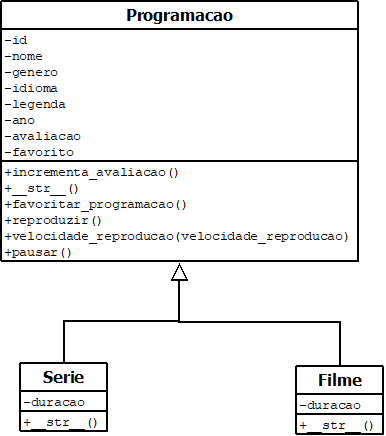 Programacao
-id
-nome
-genero
-idioma
-legenda
-ano
-avaliacao
-favorito
+incrementa_avaliacao()
+__str__()
+favoritar_programacao()
+reproduzir()
+velocidade_reproducao(velocidade_reproducao)
+pausar()
Serie
-duracao
+__str__()
Filme
-duracao
+__str__()